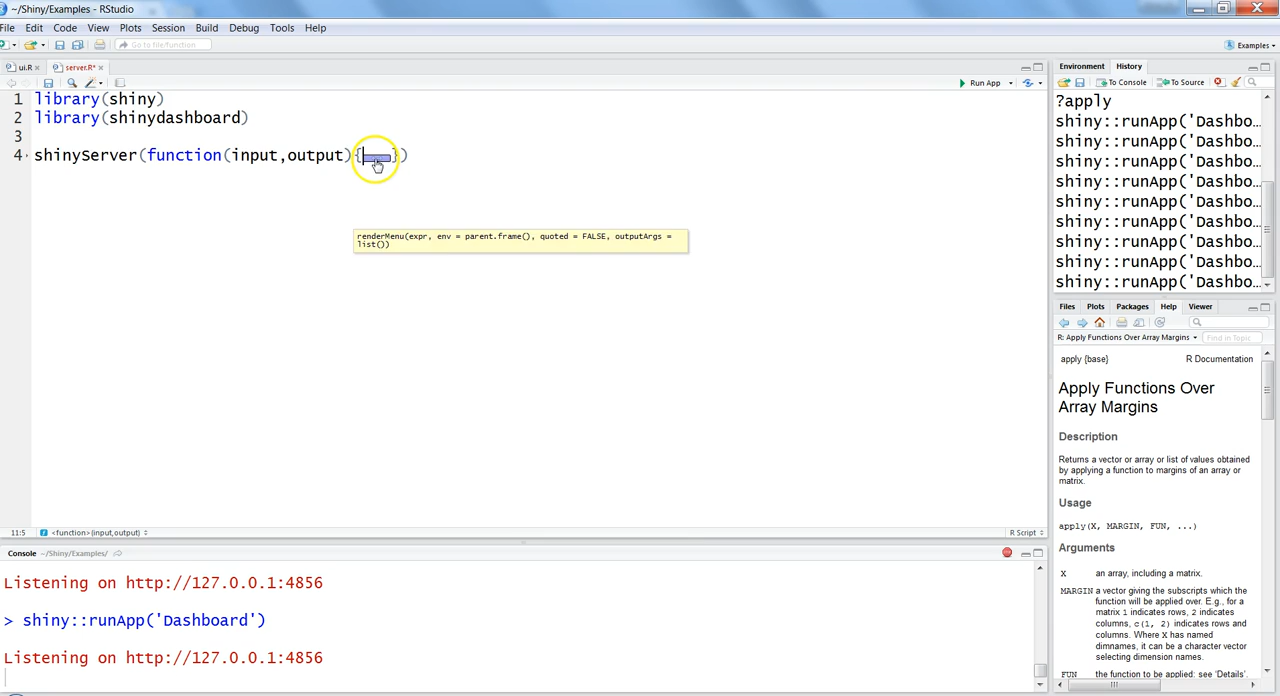 ~/Shiny/Examples - RStudio
File Edit Code View Plots Session Build Debug Tools Help
Go to file/function
Examples
ui.R
server.R*
Run App
1 library(shiny)
2 library(shinydashboard)
3
4 shinyServer(function(input,output){ })
renderMenu(expr, env = parent.frame(), quoted = FALSE, outputArgs =
list())
11:5 <function>(input,output) R Script
Console ~/Shiny/Examples/
Listening on http://127.0.0.1:4856
> shiny::runApp('Dashboard')
Listening on http://127.0.0.1:4856
Environment History
To Console To Source
?apply
shiny::runApp('Dashbo…
shiny::runApp('Dashbo…
shiny::runApp('Dashbo…
shiny::runApp('Dashbo…
shiny::runApp('Dashbo…
shiny::runApp('Dashbo…
shiny::runApp('Dashbo…
shiny::runApp('Dashbo…
shiny::runApp('Dashbo…
Files Plots Packages Help Viewer
R: Apply Functions Over Array Margins Find in Topic
apply {base} R Documentation
Apply Functions Over
Array Margins
Description
Returns a vector or array or list of values obtained
by applying a function to margins of an array or
matrix.
Usage
apply(X, MARGIN, FUN, ...)
Arguments
X an array, including a matrix.
MARGIN a vector giving the subscripts which the
function will be applied over. E.g., for a
matrix 1 indicates rows, 2 indicates
columns, c(1, 2) indicates rows and
columns. Where X has named
dimnames, it can be a character vector
selecting dimension names.
FUN the function to be applied: see 'Details'.